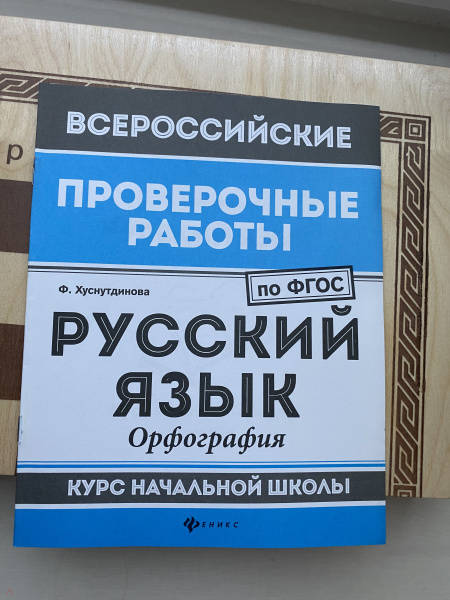 ВСЕРОССИЙСКИЕ
ПРОВЕРОЧНЫЕ
РАБОТЫ
Ф. Хуснутдинова
по ФГОС
РУССКИЙ
ЯЗЫК
Орфография
КУРС НАЧАЛЬНОЙ ШКОЛЫ
ФЕНИКС
р